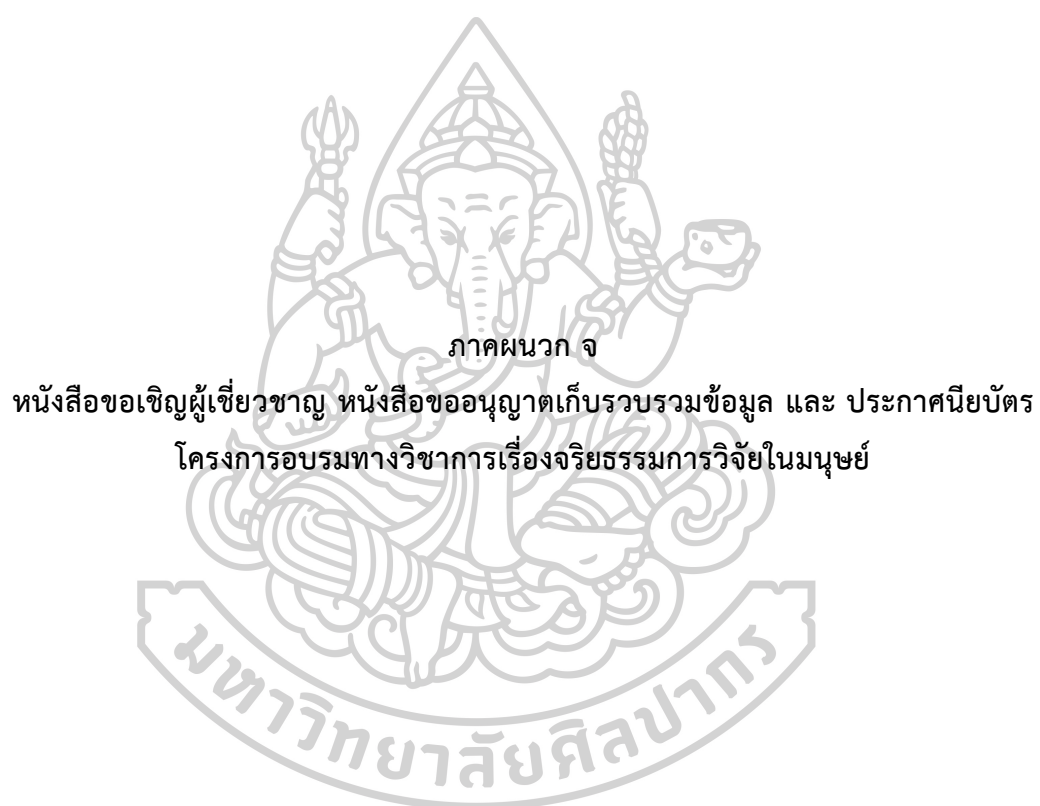 ภาคผนวก จ
หนังสือขอเชิญผู้เชี่ยวชาญ หนังสือขออนุญาตเก็บรวบรวมข้อมูล และ ประกาศนียบัตร
โครงการอบรมทางวิชาการเรื่องจริยธรรมการวิจัยในมนุษย์
มหาวิทยาลัยศิลปากร